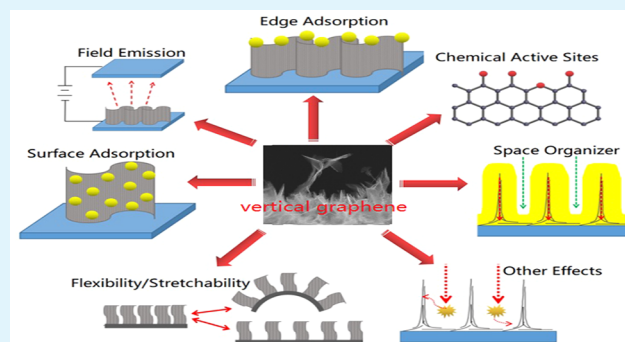 Edge Adsorption
Field Emission
Chemical Active Sites
Surface Adsorption
Space Organizer
vertical graphene
Flexibility/Stretchability
Other Effects